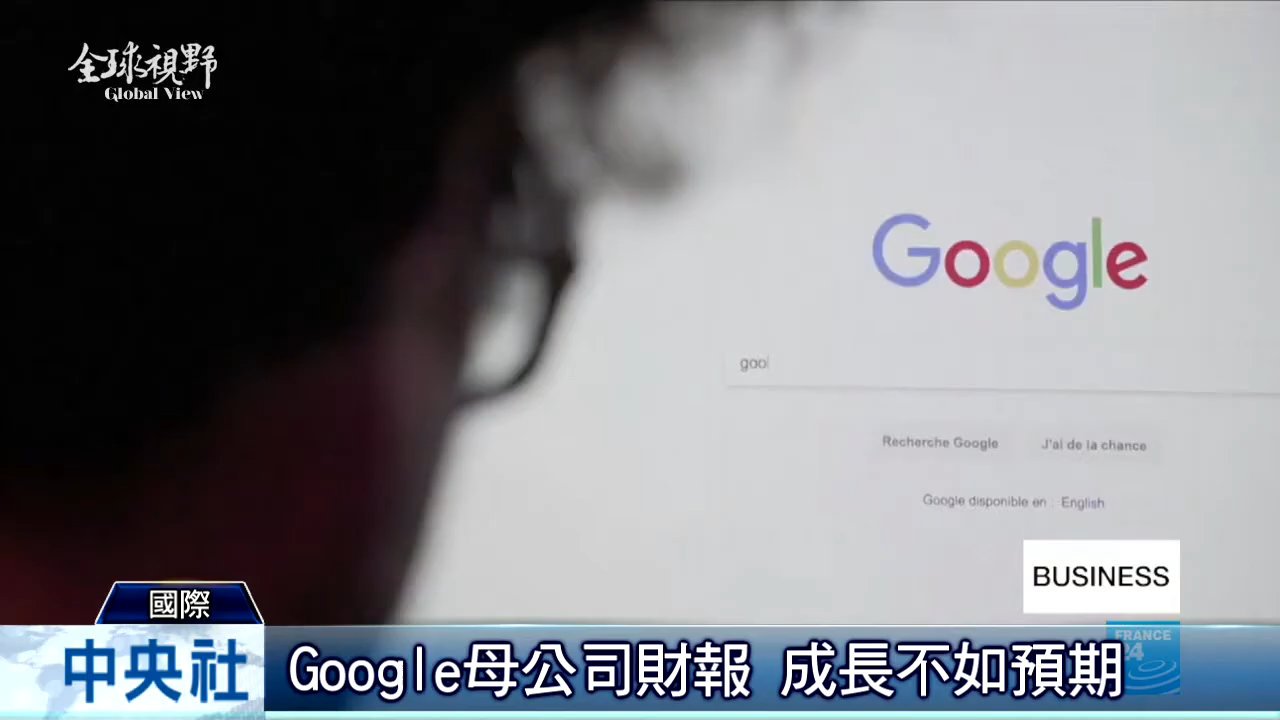 全球視野
Global View
Google
goo
Recherche Google
J'ai de la chance
Google disponible en : English
BUSINESS
國際
FRANCE
24
中央社
Google母公司財報 成長不如預期